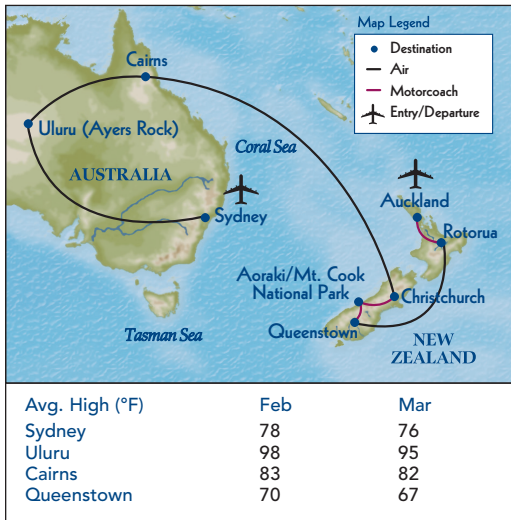 Map Legend
Destination
Air
Motorcoach
Entry/Departure
Cairns
Uluru (Ayers Rock)
Coral Sea
AUSTRALIA
Sydney
Auckland
Rotorua
Aoraki/Mt. Cook
National Park
Christchurch
Tasman Sea
Queenstown
NEW
ZEALAND
Avg. High (°F) Feb Mar
Sydney 78 76
Uluru 98 95
Cairns 83 82
Queenstown 70 67